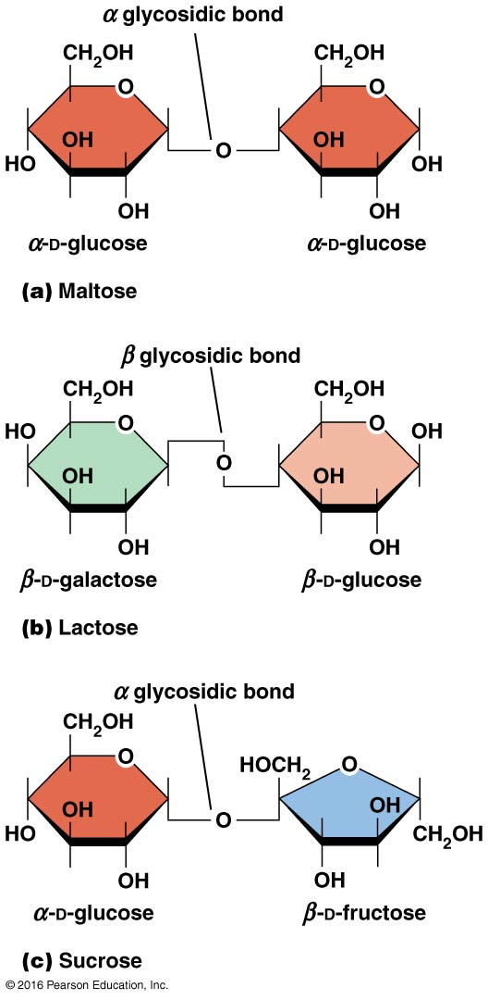 α glycosidic bond
CH₂OH CH₂OH
O O
OH OH
HO O OH
OH OH
α-D-glucose α-D-glucose
(a) Maltose
β glycosidic bond
CH₂OH CH₂OH
HO O O OH
O
OH OH
OH OH
β-D-galactose β-D-glucose
(b) Lactose
α glycosidic bond
CH₂OH
O HOCH₂ O
OH OH
HO O CH₂OH
OH OH
α-D-glucose β-D-fructose
(c) Sucrose
© 2016 Pearson Education, Inc.